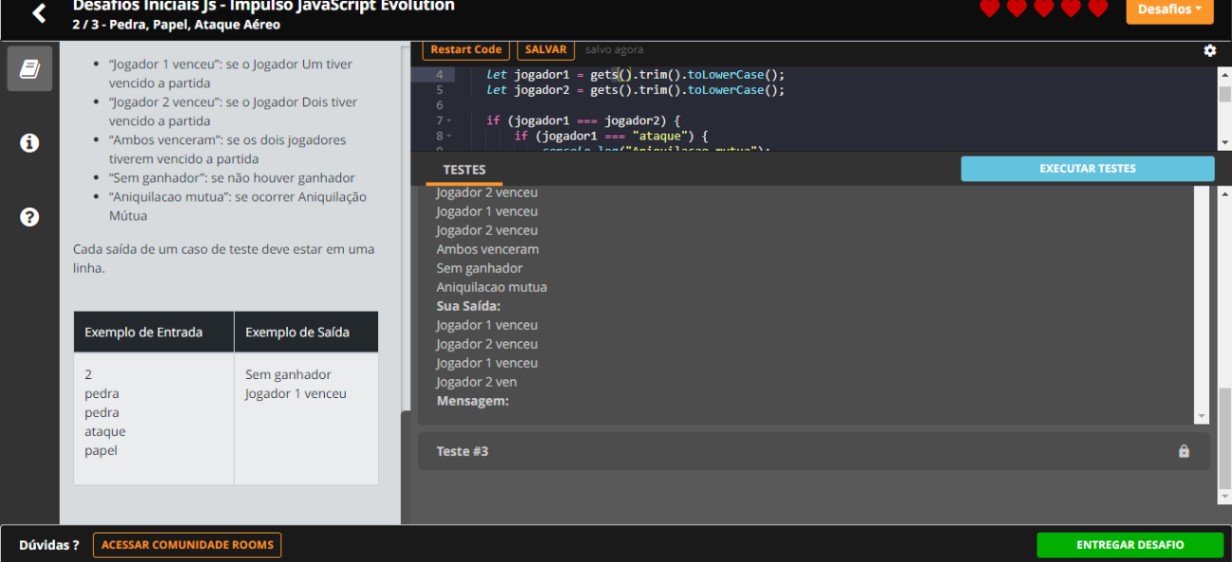 Desafios Iniciais Js - Impulso JavaScript Evolution
2 / 3 - Pedra, Papel, Ataque Aéreo
Desafios
“Jogador 1 venceu”: se o Jogador Um tiver
vencido a partida
“Jogador 2 venceu”: se o Jogador Dois tiver
vencido a partida
“Ambos venceram”: se os dois jogadores
tiverem vencido a partida
“Sem ganhador”: se não houver ganhador
“Aniquilacao mutua”: se ocorrer Aniquilação
Mútua
Cada saída de um caso de teste deve estar em uma
linha.
Exemplo de Entrada
Exemplo de Saída
2
pedra
pedra
ataque
papel
Sem ganhador
Jogador 1 venceu
Restart Code
SALVAR
salvo agora
4 let jogador1 = gets().trim().toLowerCase();
5 let jogador2 = gets().trim().toLowerCase();
6
7 if (jogador1 === jogador2) {
8 if (jogador1 === "ataque") {
9 console.log("Aniquilacao mutua");
TESTES
EXECUTAR TESTES
Jogador 2 venceu
Jogador 1 venceu
Jogador 2 venceu
Ambos venceram
Sem ganhador
Aniquilacao mutua
Sua Saída:
Jogador 1 venceu
Jogador 2 venceu
Jogador 1 venceu
Jogador 2 ven
Mensagem:
Teste #3
Dúvidas ?
ACESSAR COMUNIDADE ROOMS
ENTREGAR DESAFIO